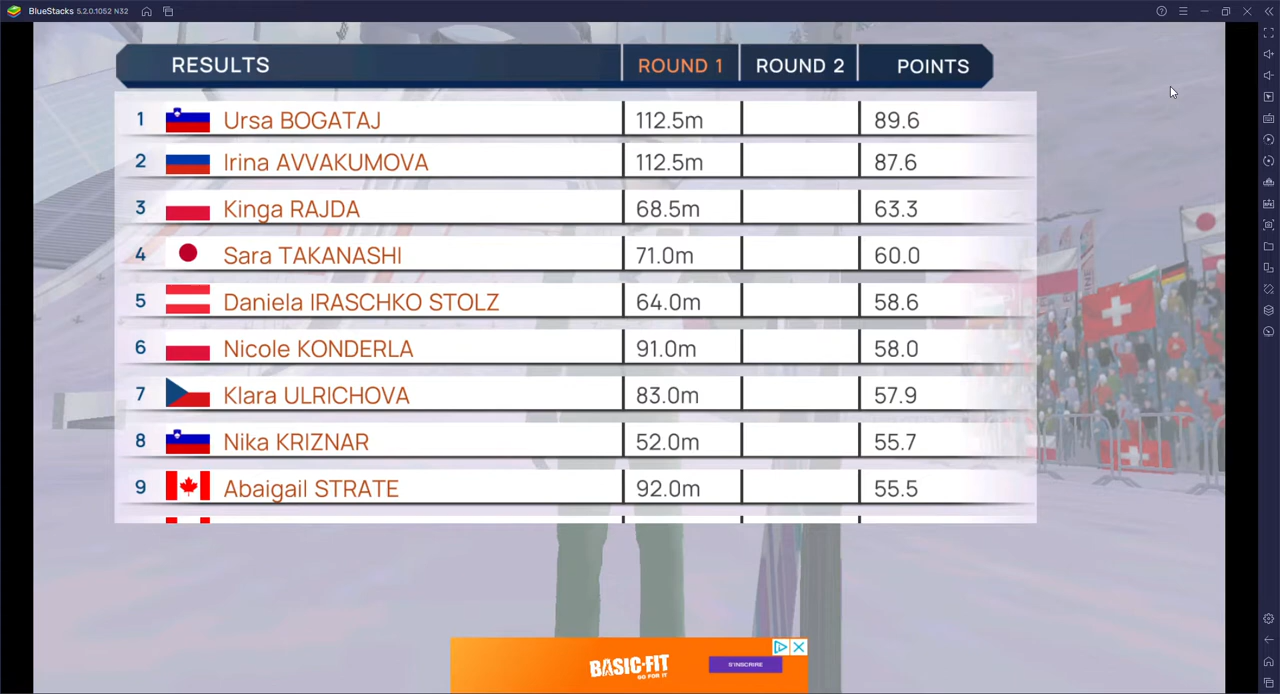 BlueStacks 5.2.0.1052 N32
RESULTS ROUND 1 ROUND 2 POINTS
1 Ursa BOGATAJ 112.5m 89.6
2 Irina AVVAKUMOVA 112.5m 87.6
3 Kinga RAJDA 68.5m 63.3
4 Sara TAKANASHI 71.0m 60.0
5 Daniela IRASCHKO STOLZ 64.0m 58.6
6 Nicole KONDERLA 91.0m 58.0
7 Klara ULRICHOVA 83.0m 57.9
8 Nika KRIZNAR 52.0m 55.7
9 Abaigail STRATE 92.0m 55.5
BASIC-FIT
GO FOR IT
S'INSCRIRE